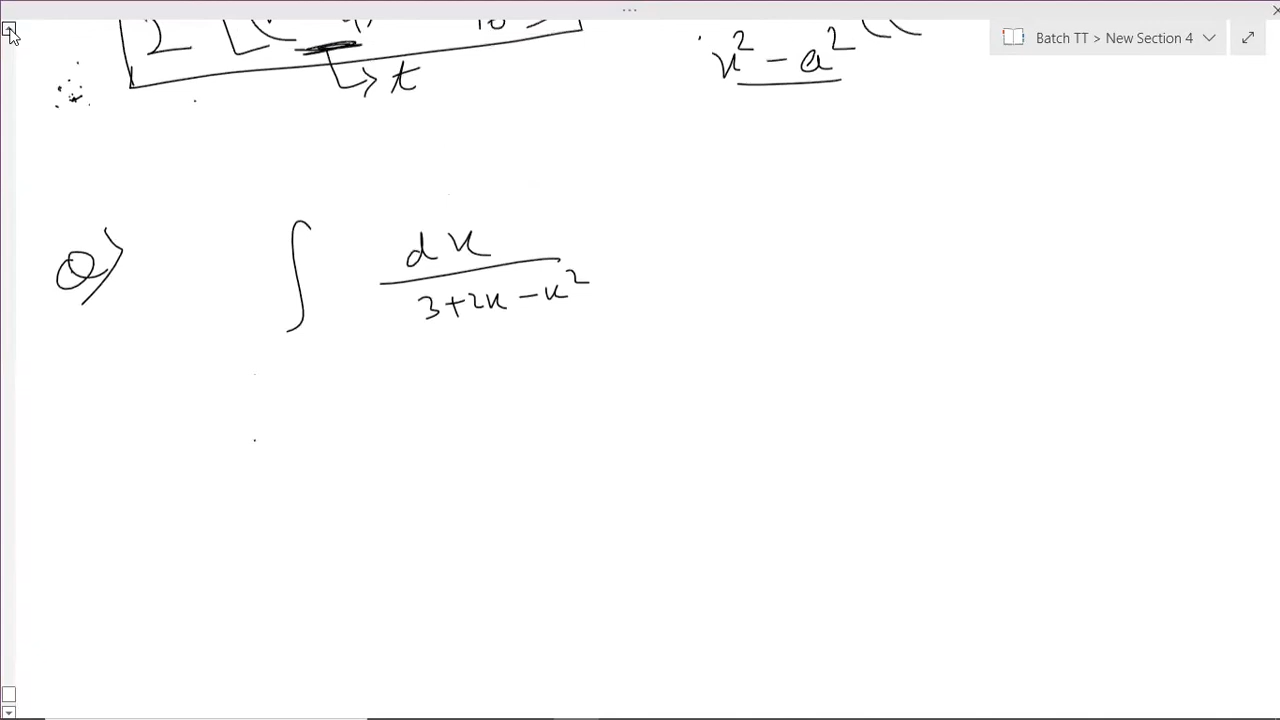 → t
x² - a²
Batch TT > New Section 4
Q) ∫ dx / 3+2x-x²